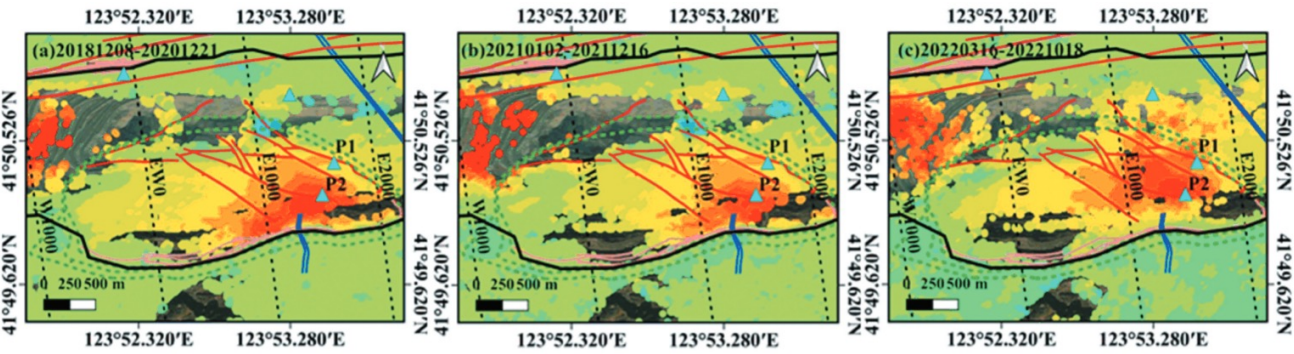 123°52.320′E 123°53.280′E 123°52.320′E 123°53.280′E 123°52.320′E 123°53.280′E
(a)20181208-20201221
(b)20210102-20211216
(c)20220316-20221018
41°50.526′N
41°49.620′N
W1000
EW0
E1000
E2000
P1
P2
0 250 500 m
41°50.526′N
41°49.620′N
W1000
EW0
E1000
E2000
P1
P2
0 250 500 m
41°50.526′N
41°49.620′N
W1000
EW0
E1000
E2000
P1
P2
0 250 500 m
41°50.526′N
41°49.620′N
123°52.320′E 123°53.280′E 123°52.320′E 123°53.280′E 123°52.320′E 123°53.280′E